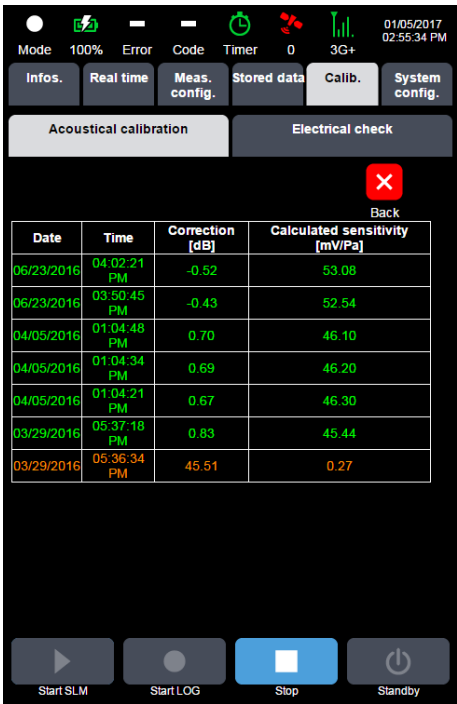 01/05/2017
02:55:34 PM
Mode 100% Error Code Timer 0 3G+
Infos. Real time Meas. config. Stored data Calib. System config.
Acoustical calibration Electrical check
Back
Date Time Correction [dB] Calculated sensitivity [mV/Pa]
06/23/2016 04:02:21 PM -0.52 53.08
06/23/2016 03:50:45 PM -0.43 52.54
04/05/2016 01:04:48 PM 0.70 46.10
04/05/2016 01:04:34 PM 0.69 46.20
04/05/2016 01:04:21 PM 0.67 46.30
03/29/2016 05:37:18 PM 0.83 45.44
03/29/2016 05:36:34 PM 45.51 0.27
Start SLM Start LOG Stop Standby